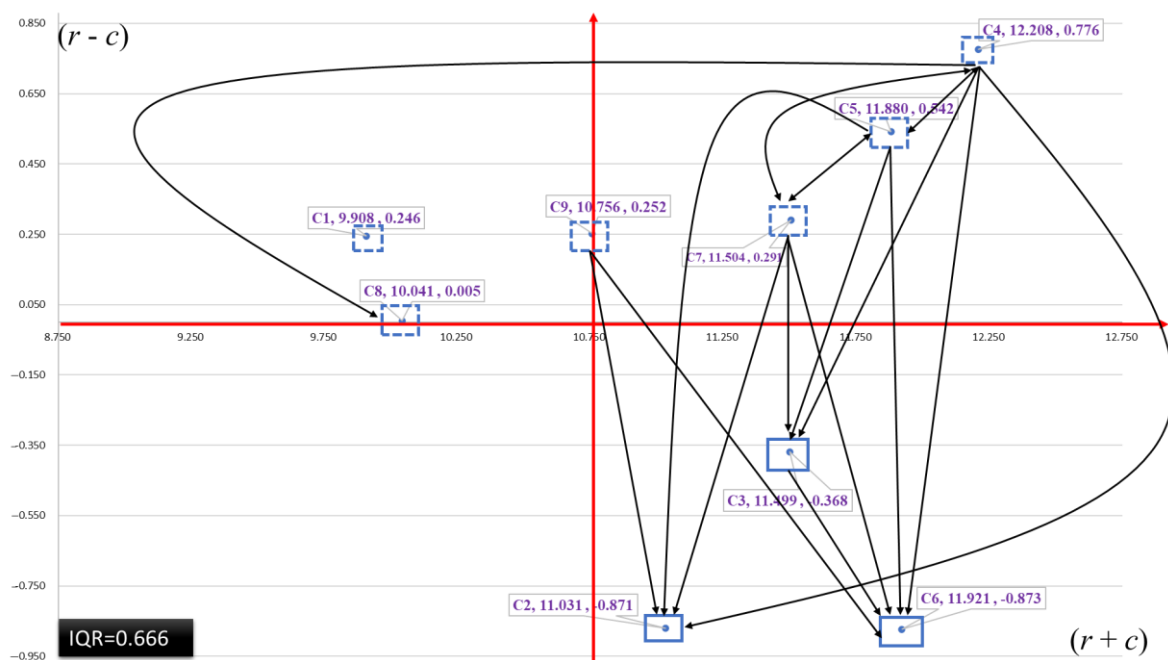 0.850
(r - c)
C4, 12.208 , 0.776
0.650
C5, 11.880 , 0.542
0.450
C1, 9.908 , 0.246
C9, 10.756 , 0.252
0.250
C7, 11.504 , 0.291
C8, 10.041 , 0.005
0.050
8.750 9.250 9.750 10.250 10.750 11.250 11.750 12.250 12.750
−0.150
−0.350
C3, 11.499 , -0.368
−0.550
−0.750
C2, 11.031 , -0.871
C6, 11.921 , -0.873
IQR=0.666
(r + c)
−0.950